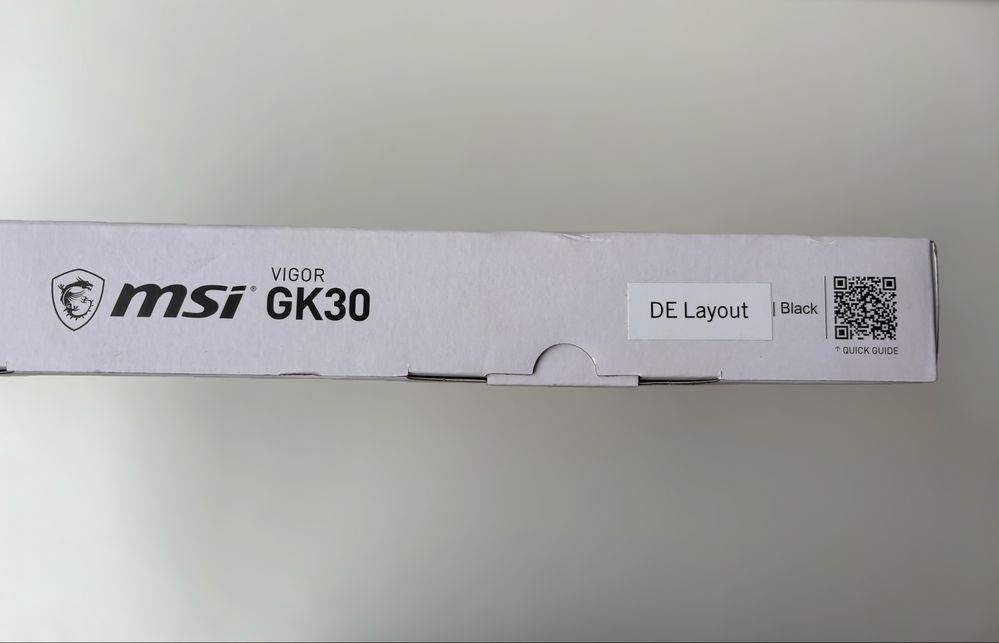 msi® VIGOR
GK30
DE Layout | Black
↑ QUICK GUIDE